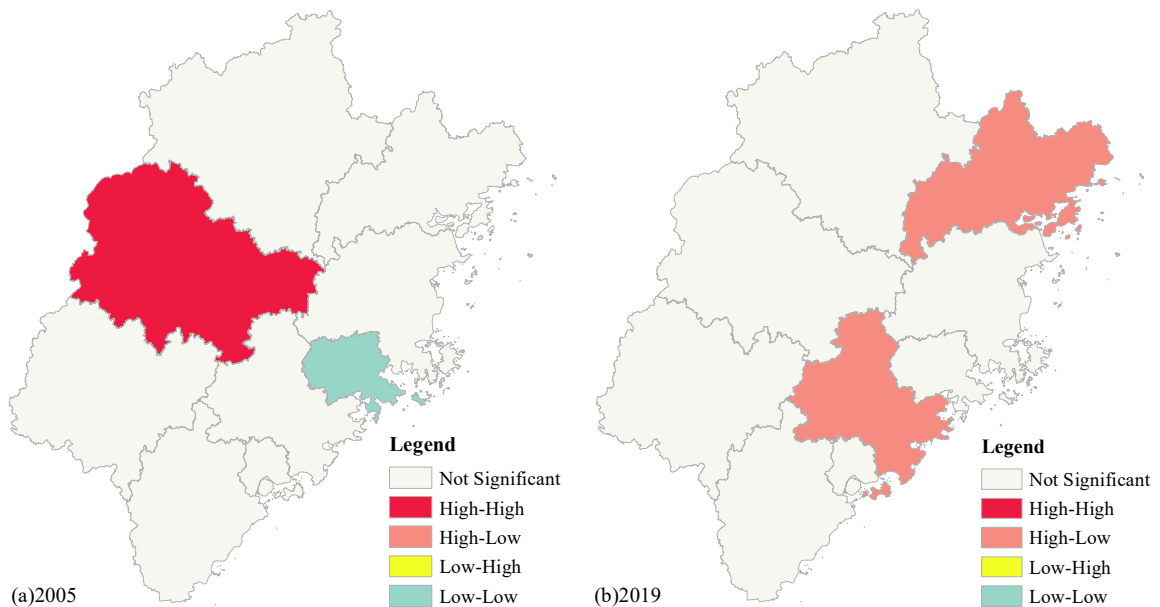 Legend
Not Significant
High-High
High-Low
Low-High
Low-Low
(a)2005
Legend
Not Significant
High-High
High-Low
Low-High
Low-Low
(b)2019